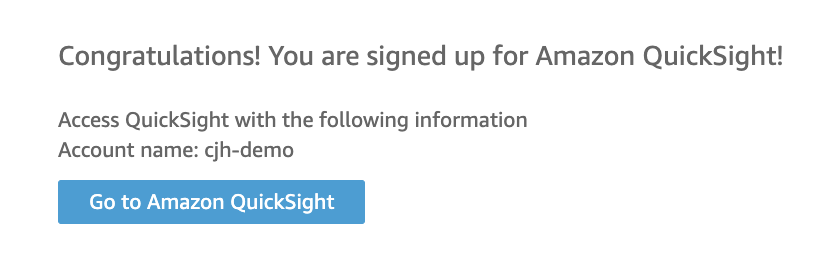 Congratulations! You are signed up for Amazon QuickSight!
Access QuickSight with the following information
Account name: cjh-demo
Go to Amazon QuickSight